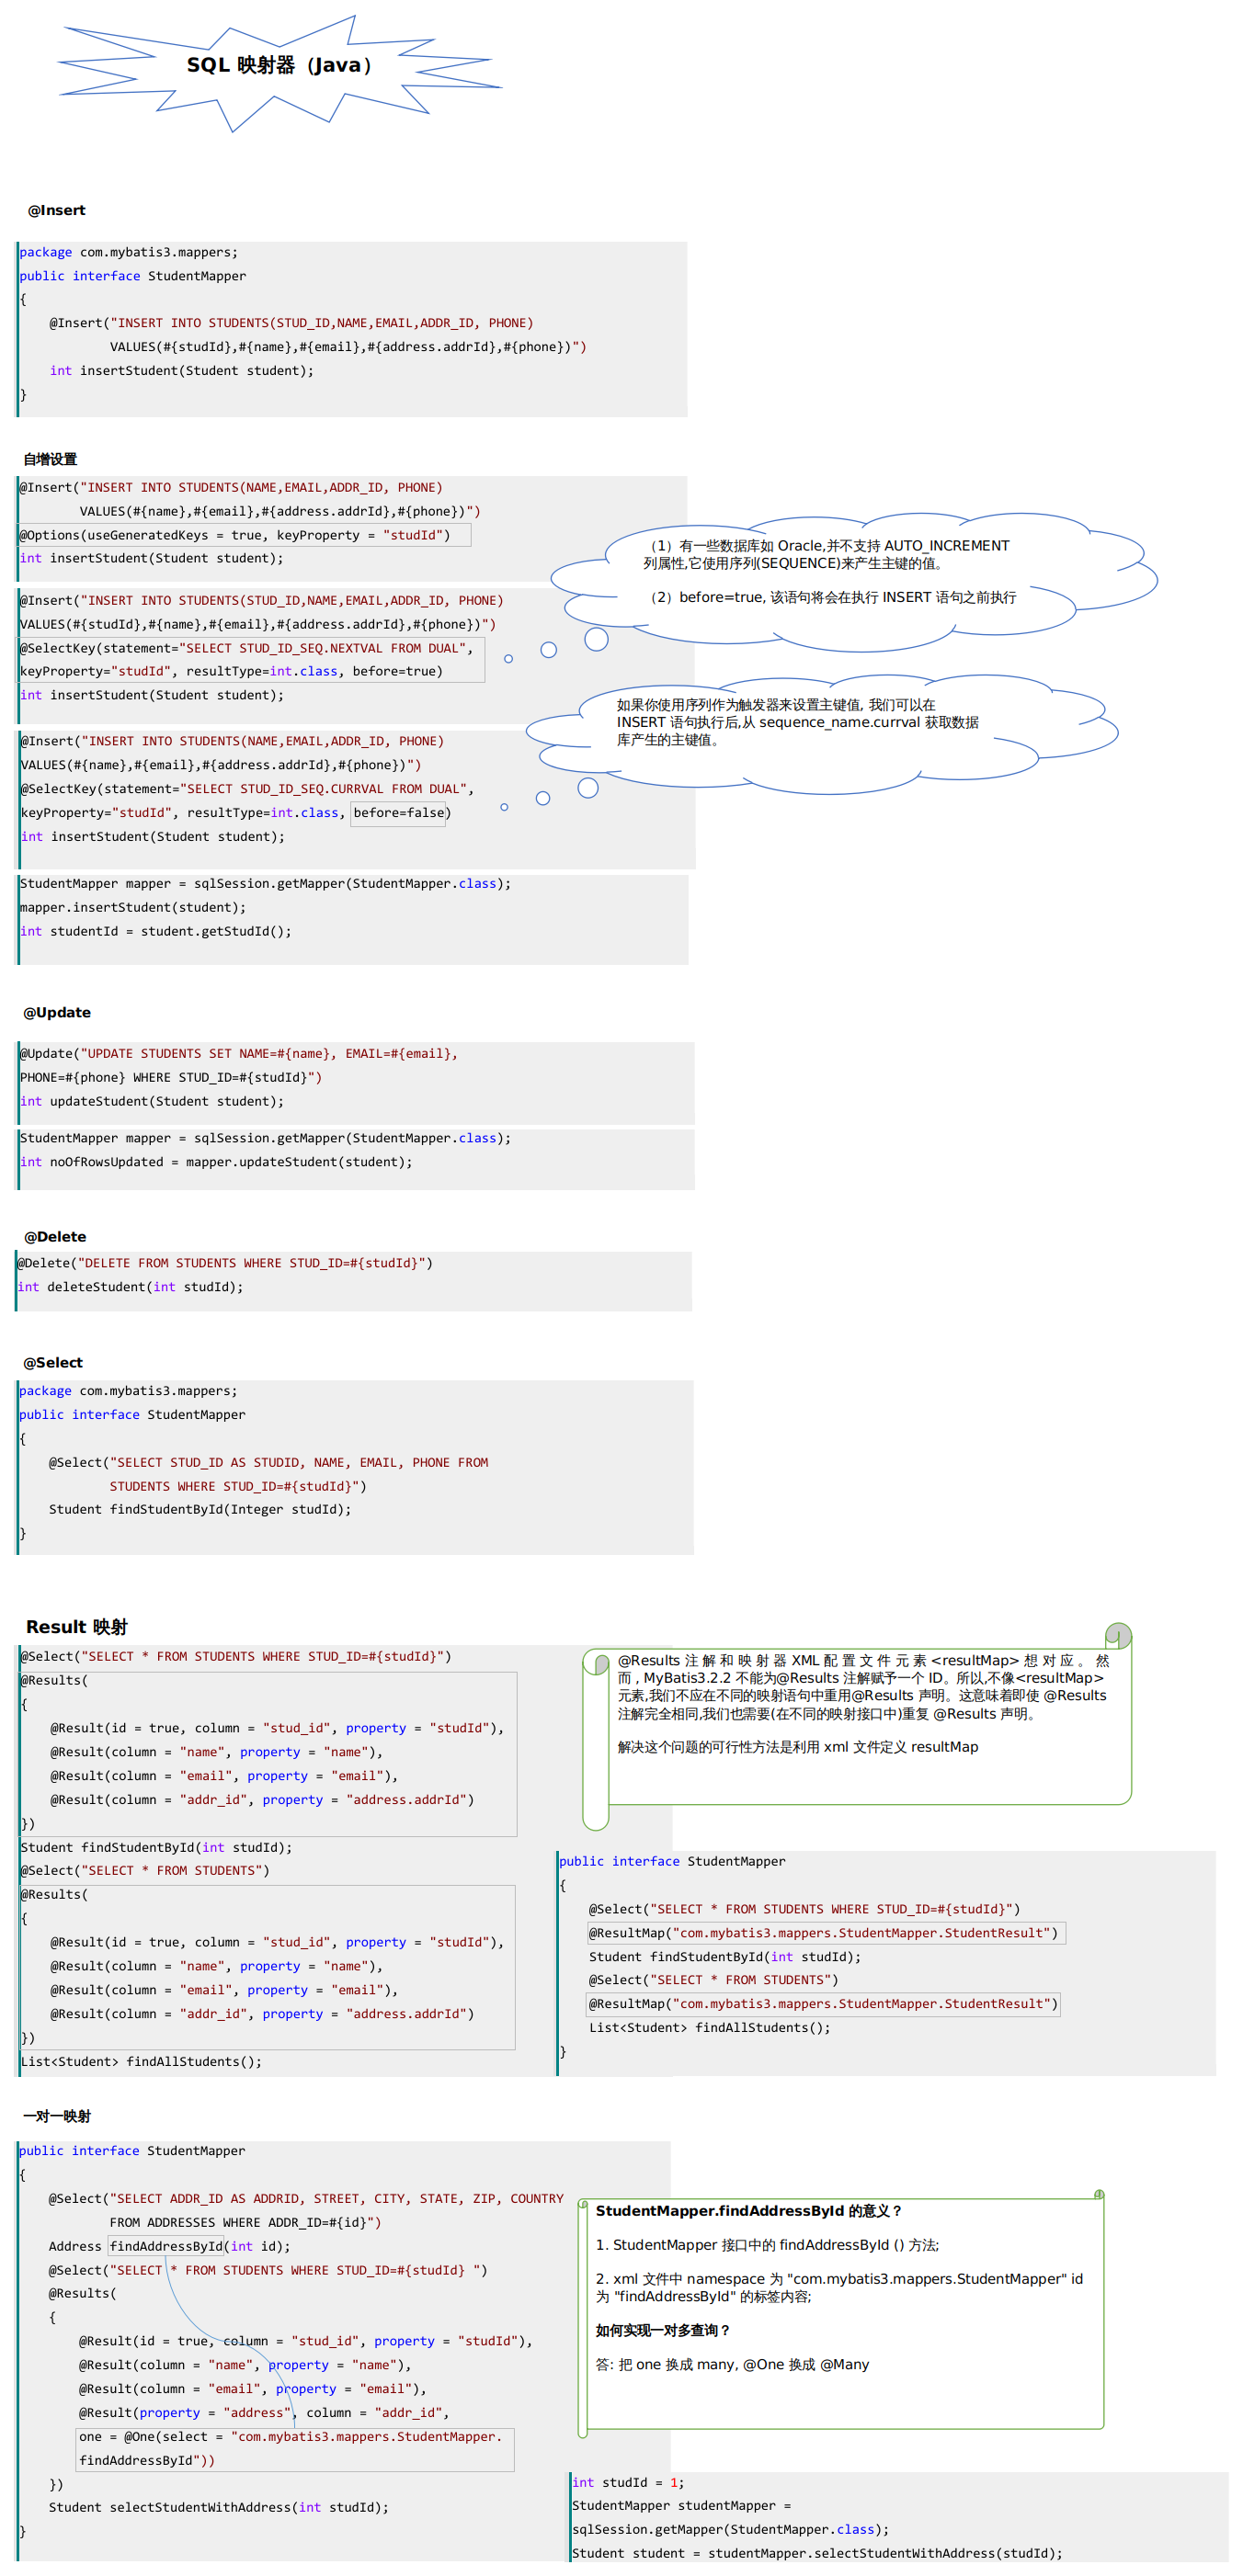 SQL 映射器（Java）
@Insert
package com.mybatis3.mappers;
public interface StudentMapper
{
@Insert("INSERT INTO STUDENTS(STUD_ID,NAME,EMAIL,ADDR_ID, PHONE)
VALUES(#{studId},#{name},#{email},#{address.addrId},#{phone})")
int insertStudent(Student student);
}
自增设置
@Insert("INSERT INTO STUDENTS(NAME,EMAIL,ADDR_ID, PHONE)
VALUES(#{name},#{email},#{address.addrId},#{phone})")
@Options(useGeneratedKeys = true, keyProperty = "studId")
int insertStudent(Student student);
（1）有一些数据库如 Oracle,并不支持 AUTO_INCREMENT
列属性,它使用序列(SEQUENCE)来产生主键的值。
（2）before=true, 该语句将会在执行 INSERT 语句之前执行
@Insert("INSERT INTO STUDENTS(STUD_ID,NAME,EMAIL,ADDR_ID, PHONE)
VALUES(#{studId},#{name},#{email},#{address.addrId},#{phone})")
@SelectKey(statement="SELECT STUD_ID_SEQ.NEXTVAL FROM DUAL",
keyProperty="studId", resultType=int.class, before=true)
int insertStudent(Student student);
如果你使用序列作为触发器来设置主键值, 我们可以在
INSERT 语句执行后,从 sequence_name.currval 获取数据
库产生的主键值。
@Insert("INSERT INTO STUDENTS(NAME,EMAIL,ADDR_ID, PHONE)
VALUES(#{name},#{email},#{address.addrId},#{phone})")
@SelectKey(statement="SELECT STUD_ID_SEQ.CURRVAL FROM DUAL",
keyProperty="studId", resultType=int.class, before=false)
int insertStudent(Student student);
StudentMapper mapper = sqlSession.getMapper(StudentMapper.class);
mapper.insertStudent(student);
int studentId = student.getStudId();
@Update
@Update("UPDATE STUDENTS SET NAME=#{name}, EMAIL=#{email},
PHONE=#{phone} WHERE STUD_ID=#{studId}")
int updateStudent(Student student);
StudentMapper mapper = sqlSession.getMapper(StudentMapper.class);
int noOfRowsUpdated = mapper.updateStudent(student);
@Delete
@Delete("DELETE FROM STUDENTS WHERE STUD_ID=#{studId}")
int deleteStudent(int studId);
@Select
package com.mybatis3.mappers;
public interface StudentMapper
{
@Select("SELECT STUD_ID AS STUDID, NAME, EMAIL, PHONE FROM
STUDENTS WHERE STUD_ID=#{studId}")
Student findStudentById(Integer studId);
}
Result 映射
@Select("SELECT * FROM STUDENTS WHERE STUD_ID=#{studId}")
@Results(
{
@Result(id = true, column = "stud_id", property = "studId"),
@Result(column = "name", property = "name"),
@Result(column = "email", property = "email"),
@Result(column = "addr_id", property = "address.addrId")
})
Student findStudentById(int studId);
@Select("SELECT * FROM STUDENTS")
@Results(
{
@Result(id = true, column = "stud_id", property = "studId"),
@Result(column = "name", property = "name"),
@Result(column = "email", property = "email"),
@Result(column = "addr_id", property = "address.addrId")
})
List<Student> findAllStudents();
@Results 注 解 和 映 射 器 XML 配 置 文 件 元 素 <resultMap> 想 对 应 。 然
而 , MyBatis3.2.2 不能为@Results 注解赋予一个 ID。所以,不像<resultMap>
元素,我们不应在不同的映射语句中重用@Results 声明。这意味着即使 @Results
注解完全相同,我们也需要(在不同的映射接口中)重复 @Results 声明。
解决这个问题的可行性方法是利用 xml 文件定义 resultMap
public interface StudentMapper
{
@Select("SELECT * FROM STUDENTS WHERE STUD_ID=#{studId}")
@ResultMap("com.mybatis3.mappers.StudentMapper.StudentResult")
Student findStudentById(int studId);
@Select("SELECT * FROM STUDENTS")
@ResultMap("com.mybatis3.mappers.StudentMapper.StudentResult")
List<Student> findAllStudents();
}
一对一映射
public interface StudentMapper
{
@Select("SELECT ADDR_ID AS ADDRID, STREET, CITY, STATE, ZIP, COUNTRY
FROM ADDRESSES WHERE ADDR_ID=#{id}")
Address findAddressById(int id);
@Select("SELECT * FROM STUDENTS WHERE STUD_ID=#{studId} ")
@Results(
{
@Result(id = true, column = "stud_id", property = "studId"),
@Result(column = "name", property = "name"),
@Result(column = "email", property = "email"),
@Result(property = "address", column = "addr_id",
one = @One(select = "com.mybatis3.mappers.StudentMapper.
findAddressById"))
})
Student selectStudentWithAddress(int studId);
}
StudentMapper.findAddressById 的意义？
1. StudentMapper 接口中的 findAddressById () 方法;
2. xml 文件中 namespace 为 "com.mybatis3.mappers.StudentMapper" id
为 "findAddressById" 的标签内容;
如何实现一对多查询？
答: 把 one 换成 many, @One 换成 @Many
int studId = 1;
StudentMapper studentMapper =
sqlSession.getMapper(StudentMapper.class);
Student student = studentMapper.selectStudentWithAddress(studId);